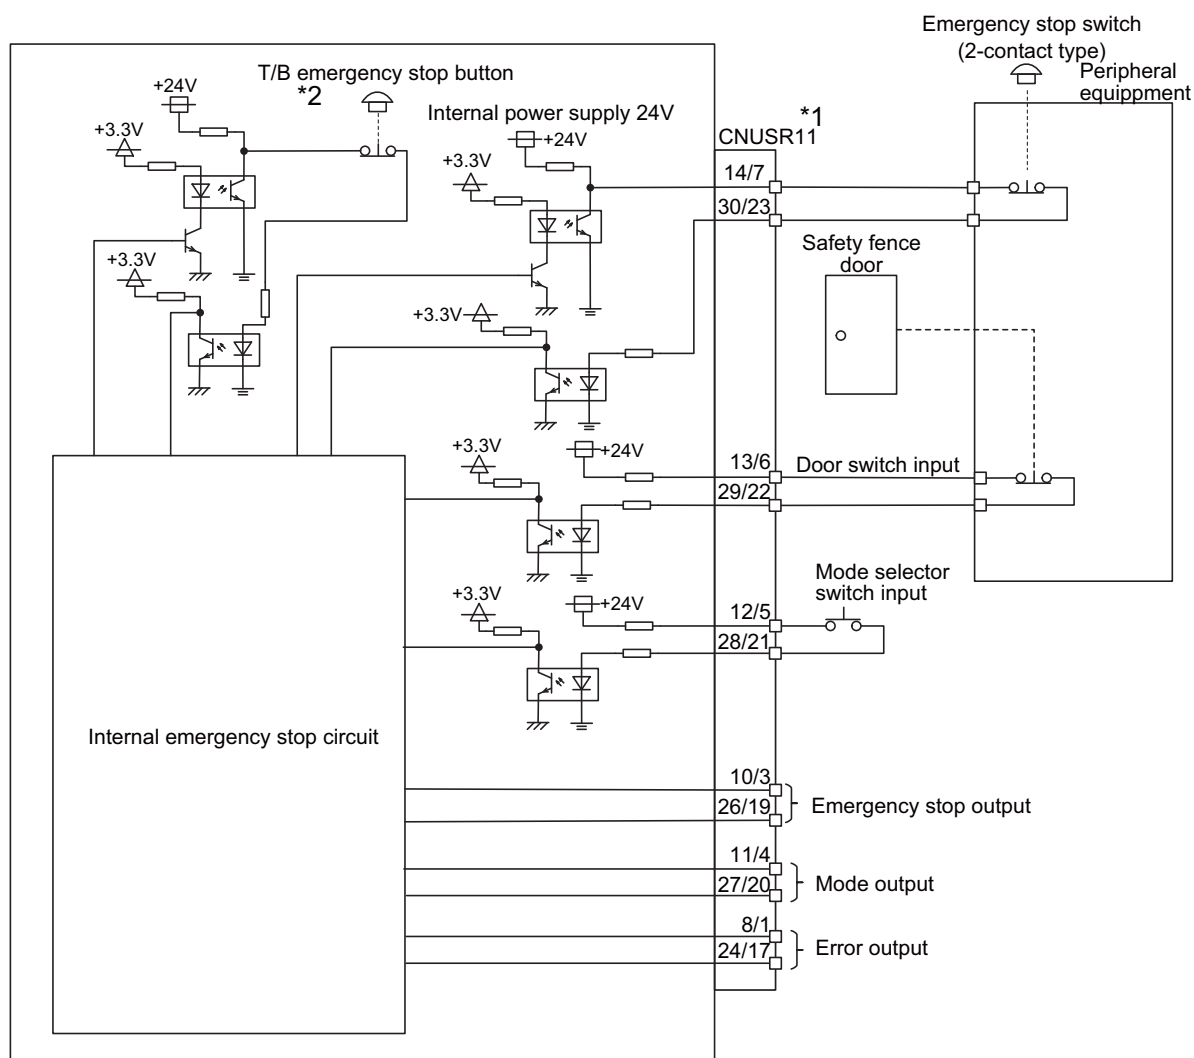 Emergency stop switch
(2-contact type)
Peripheral
equippment
T/B emergency stop button
*2
+24V
+3.3V
Internal power supply 24V
+24V
+3.3V
*1
CNUSR11
14/7
30/23
+3.3V
Safety fence
door
+3.3V
+3.3V
+24V
13/6
Door switch input
29/22
Mode selector
switch input
+3.3V
+24V
12/5
28/21
Internal emergency stop circuit
10/3
26/19
Emergency stop output
11/4
27/20
Mode output
8/1
24/17
Error output